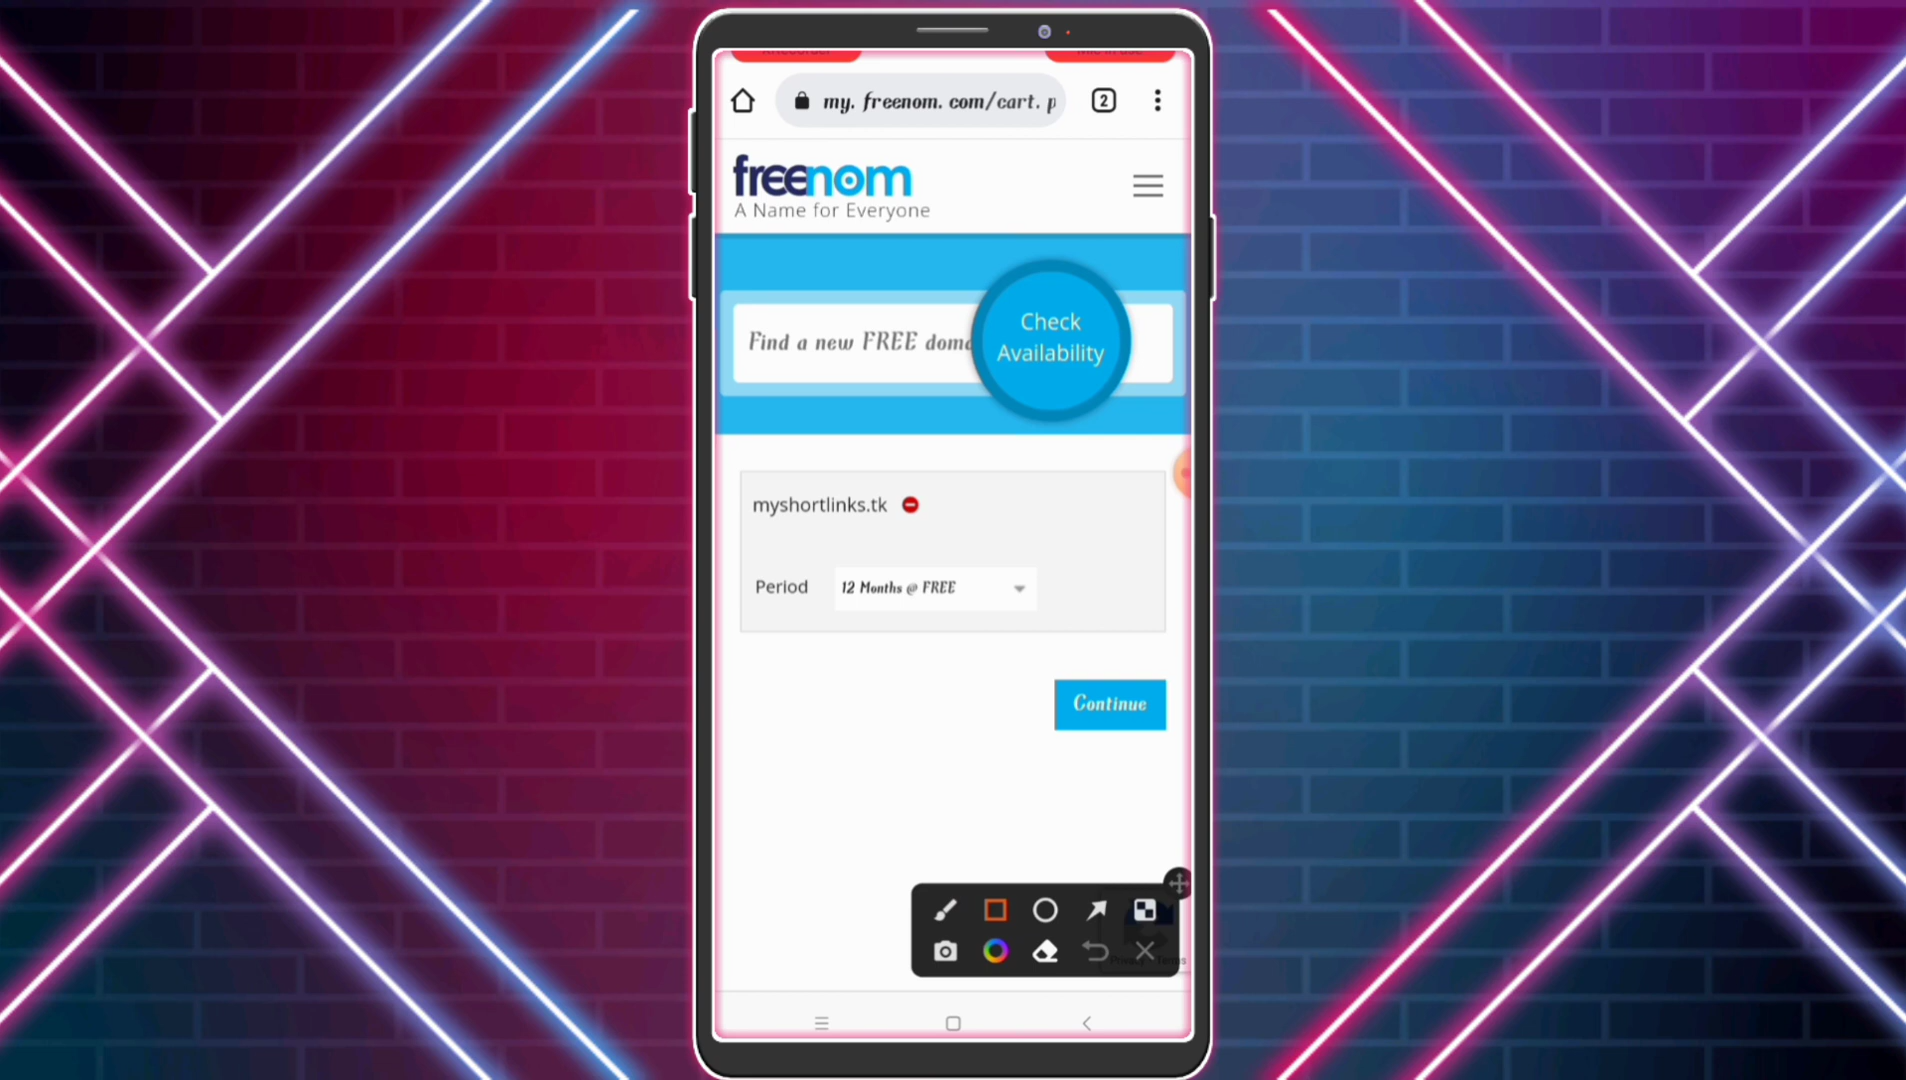 my. freenom. com/cart. p
2
freenom
A Name for Everyone
Find a new FREE doma
Check
Availability
myshortlinks.tk
Period
12 Months @ FREE
Continue
Terms